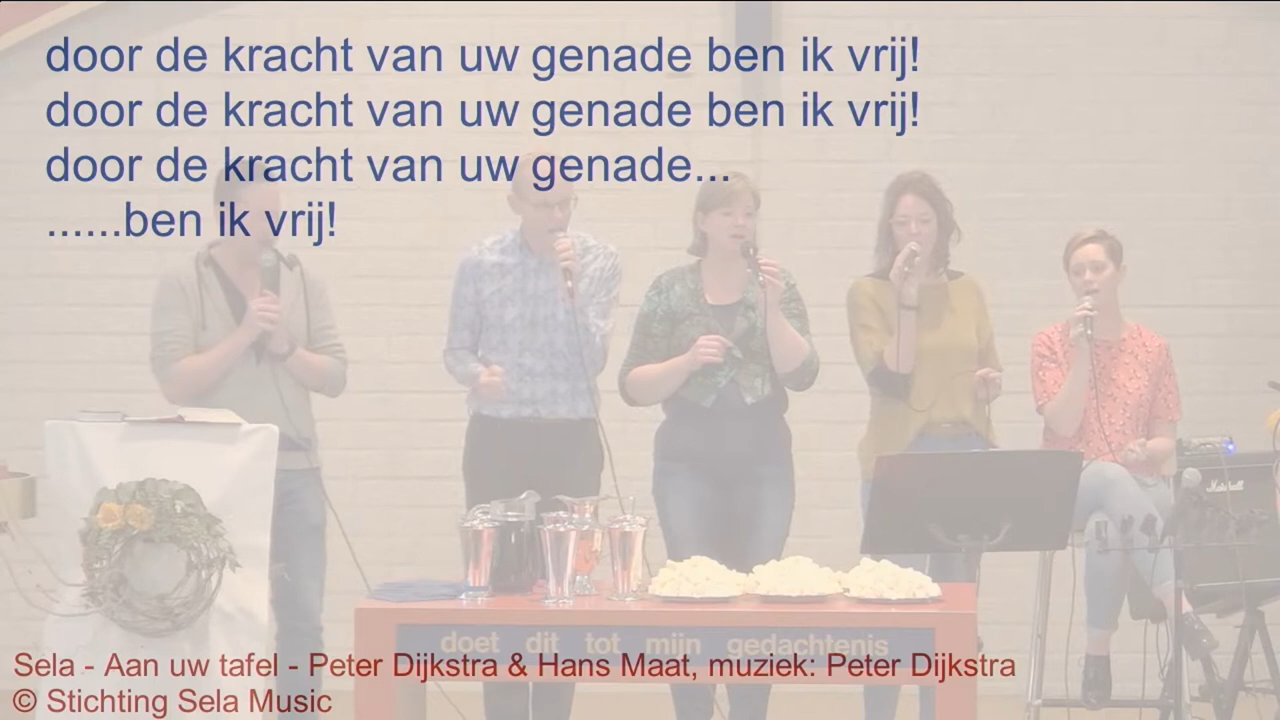 door de kracht van uw genade ben ik vrij!
door de kracht van uw genade ben ik vrij!
door de kracht van uw genade...
......ben ik vrij!
Marshall
doet dit tot mijn gedachtenis
Sela - Aan uw tafel - Peter Dijkstra & Hans Maat, muziek: Peter Dijkstra
© Stichting Sela Music